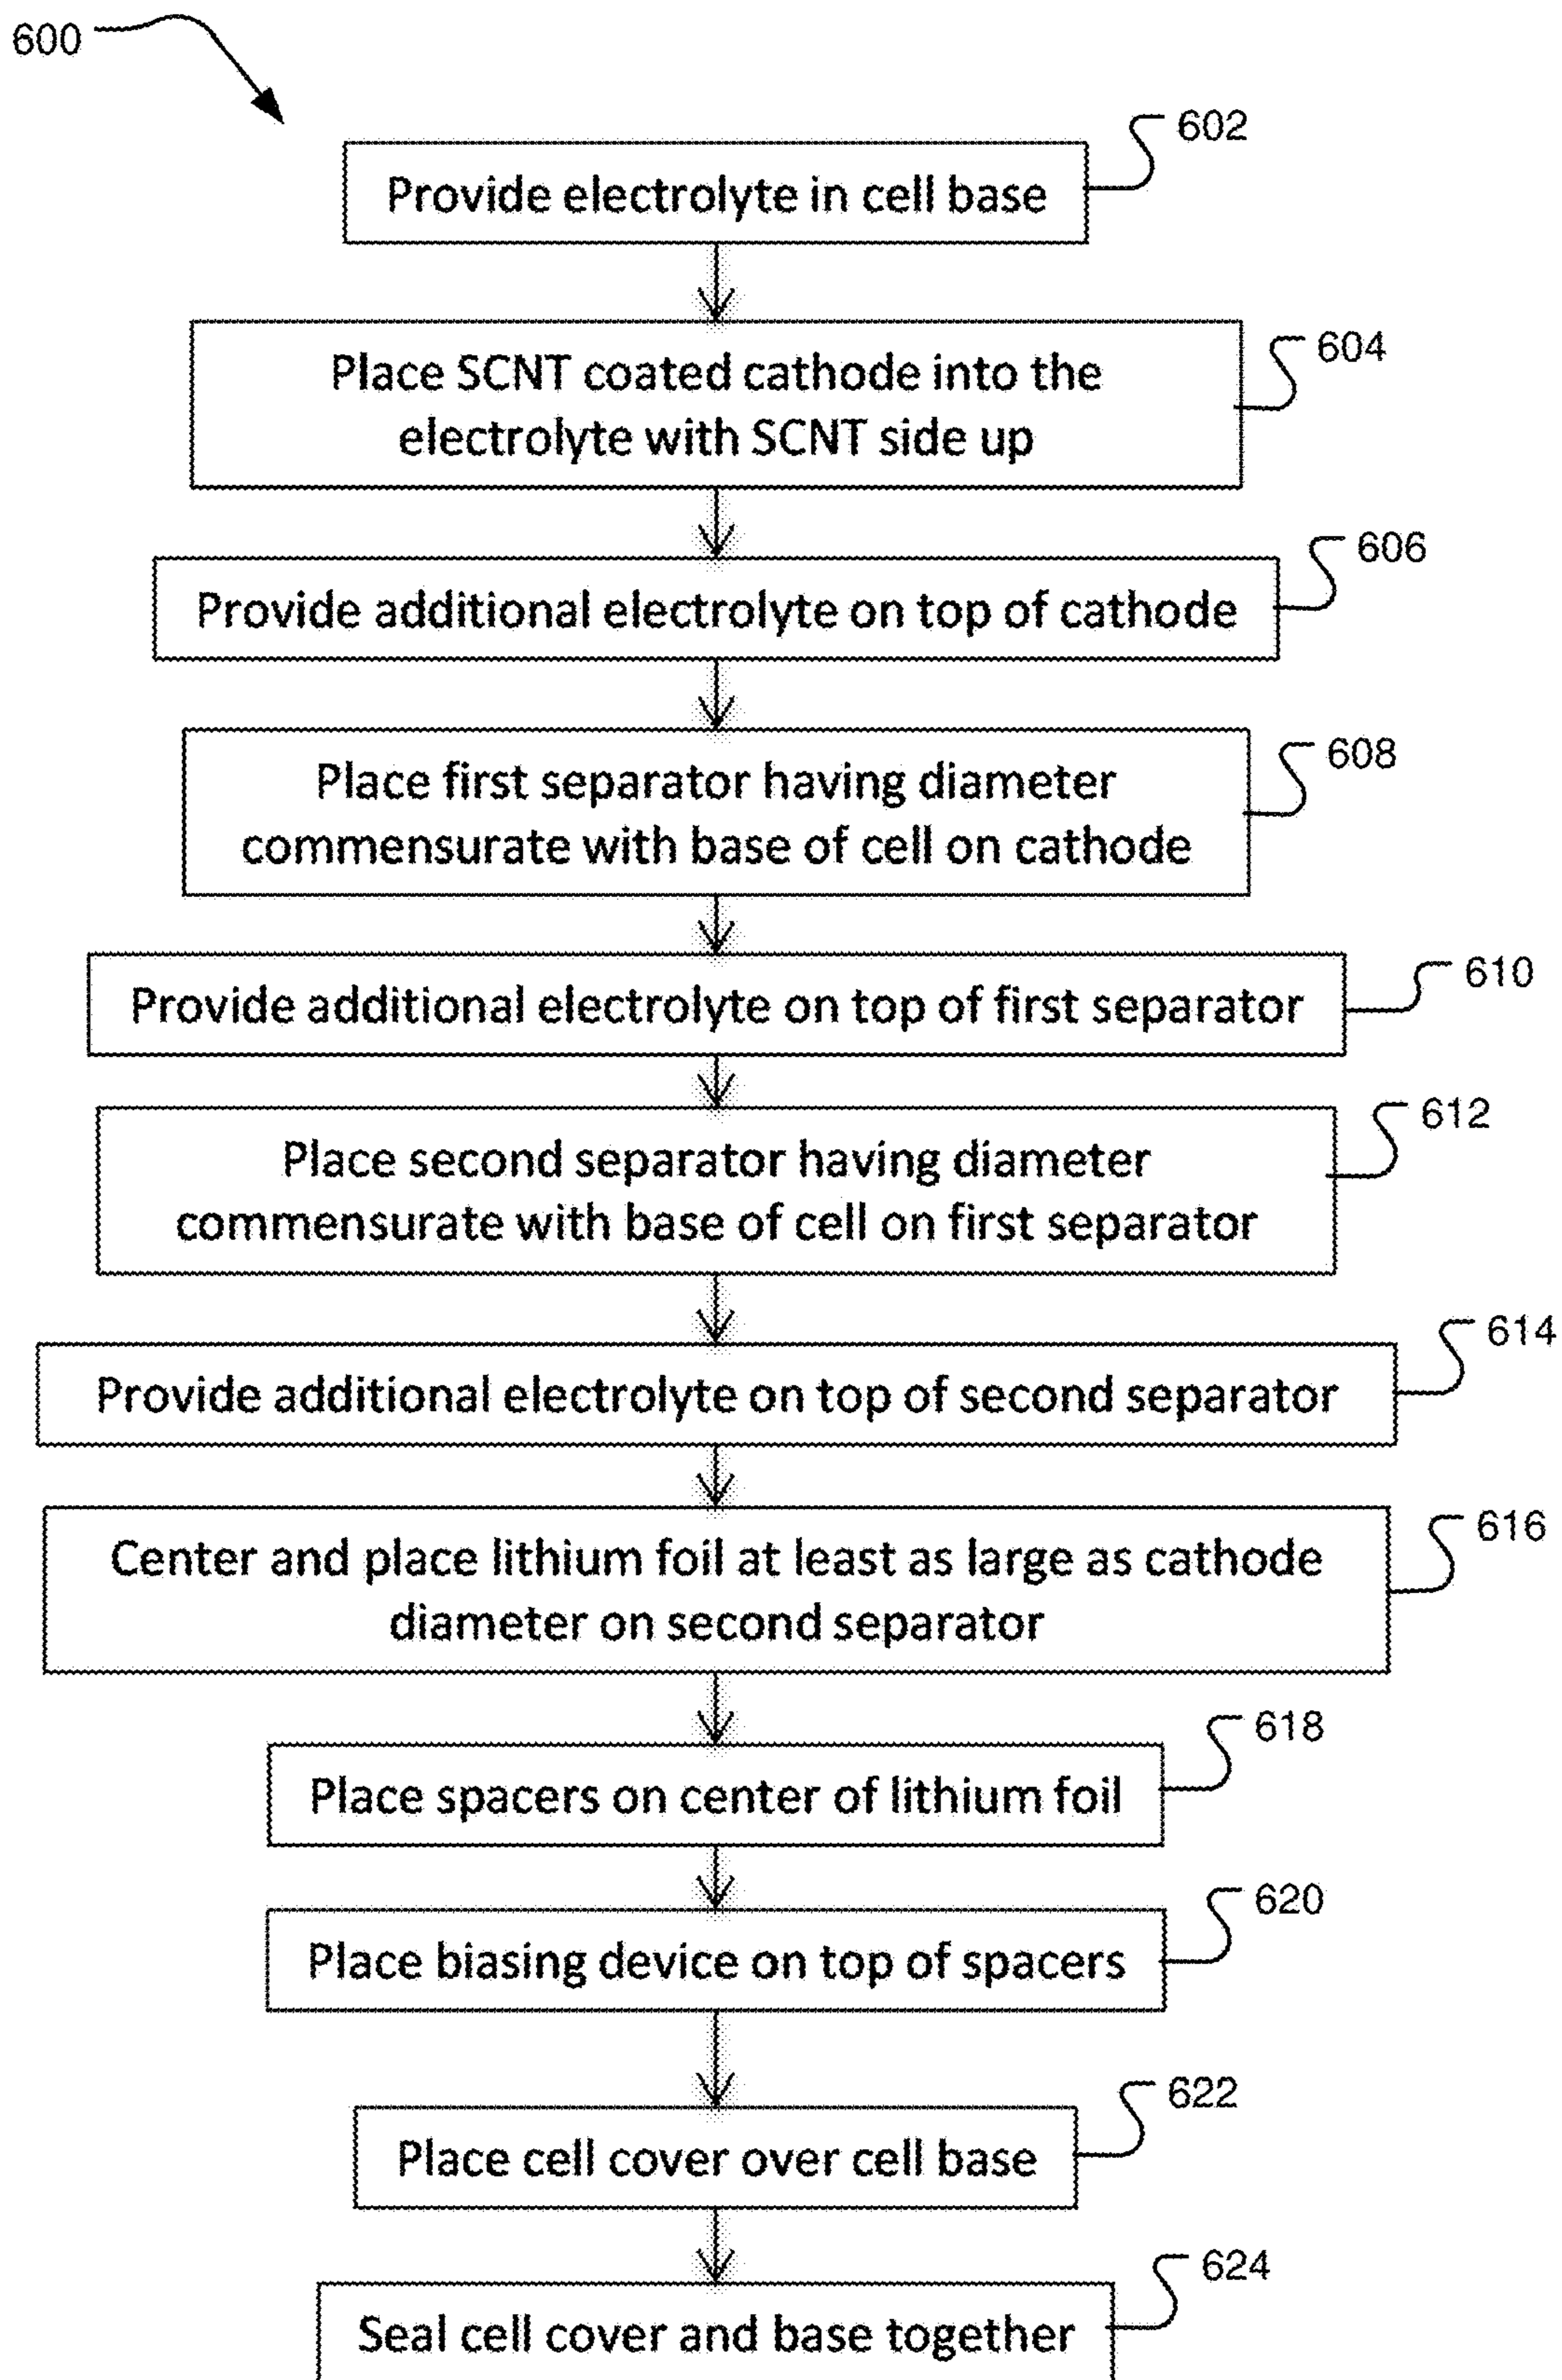 600
602
Provide electrolyte in cell base
604
Place SCNT coated cathode into the
electrolyte with SCNT side up
606
Provide additional electrolyte on top of cathode
608
Place first separator having diameter
commensurate with base of cell on cathode
610
Provide additional electrolyte on top of first separator
612
Place second separator having diameter
commensurate with base of cell on first separator
614
Provide additional electrolyte on top of second separator
616
Center and place lithium foil at least as large as cathode
diameter on second separator
618
Place spacers on center of lithium foil
620
Place biasing device on top of spacers
622
Place cell cover over cell base
624
Seal cell cover and base together